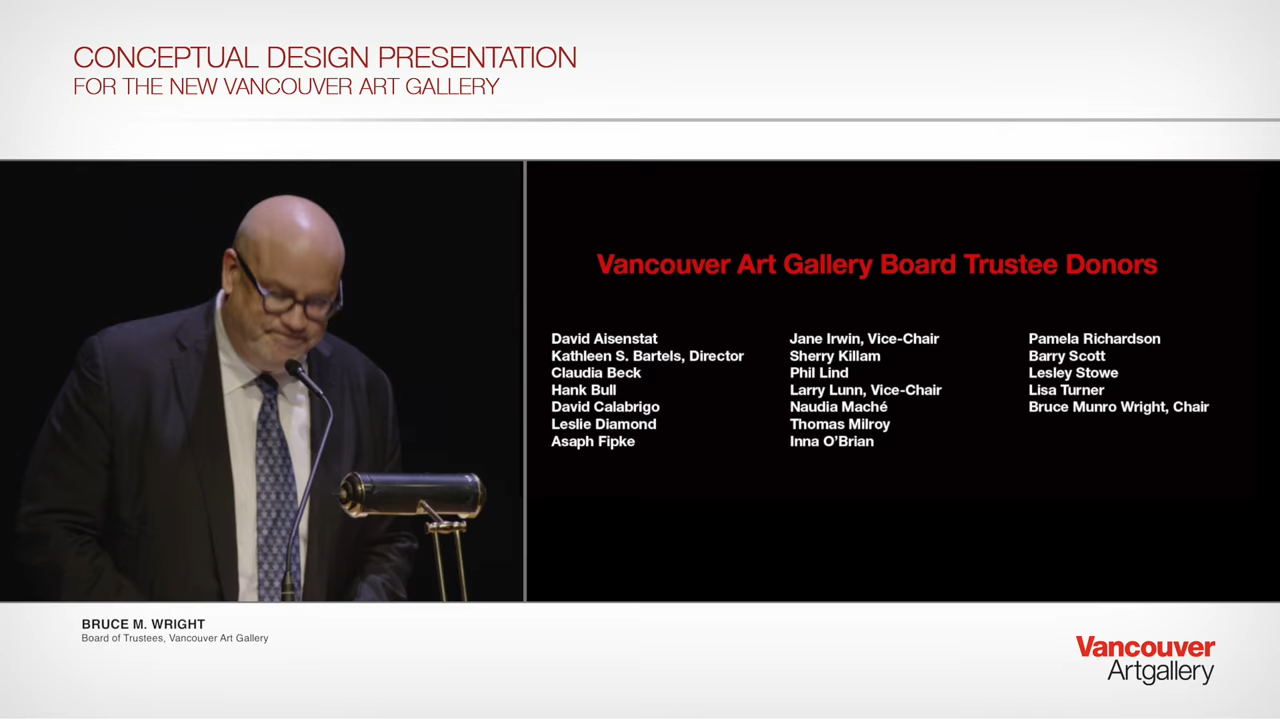 CONCEPTUAL DESIGN PRESENTATION
FOR THE NEW VANCOUVER ART GALLERY
Vancouver Art Gallery Board Trustee Donors
David Aisenstat
Kathleen S. Bartels, Director
Claudia Beck
Hank Bull
David Calabrigo
Leslie Diamond
Asaph Fipke
Jane Irwin, Vice-Chair
Sherry Killam
Phil Lind
Larry Lunn, Vice-Chair
Naudia Maché
Thomas Milroy
Inna O’Brian
Pamela Richardson
Barry Scott
Lesley Stowe
Lisa Turner
Bruce Munro Wright, Chair
BRUCE M. WRIGHT
Board of Trustees, Vancouver Art Gallery
Vancouver
Artgallery